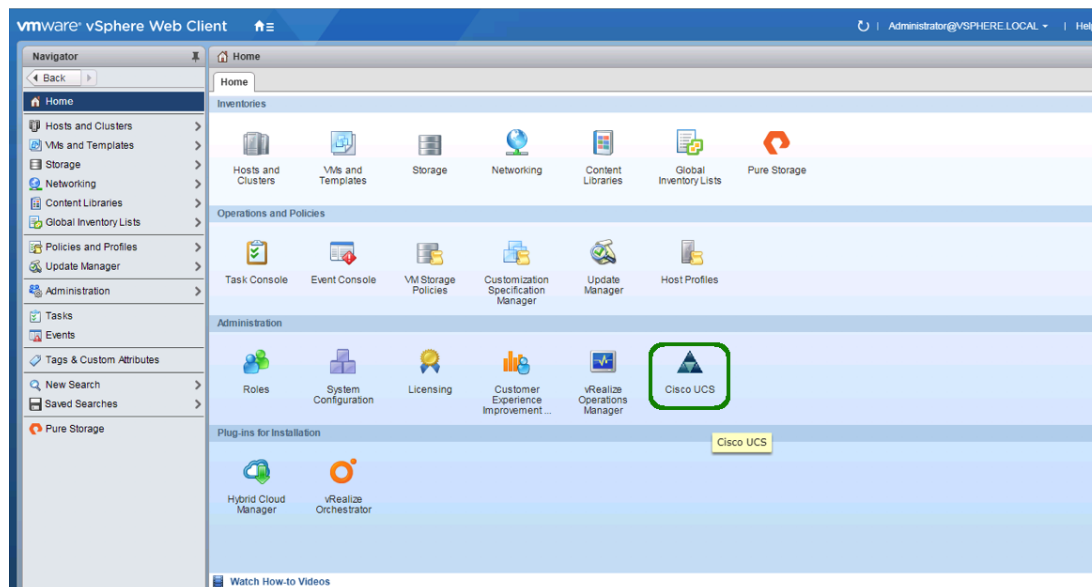 vmware® vSphere Web Client
Administrator@VSPHERE.LOCAL
Help
Navigator
Back
Home
Hosts and Clusters
VMs and Templates
Storage
Networking
Content Libraries
Global Inventory Lists
Policies and Profiles
Update Manager
Administration
Tasks
Events
Tags & Custom Attributes
New Search
Saved Searches
Pure Storage
Home
Home
Inventories
Hosts and
Clusters
VMs and
Templates
Storage
Networking
Content
Libraries
Global
Inventory Lists
Pure Storage
Operations and Policies
Task Console
Event Console
VM Storage
Policies
Customization
Specification
Manager
Update
Manager
Host Profiles
Administration
Roles
System
Configuration
Licensing
Customer
Experience
Improvement ...
vRealize
Operations
Manager
Cisco UCS
Cisco UCS
Plug-ins for Installation
Hybrid Cloud
Manager
vRealize
Orchestrator
Watch How-to Videos